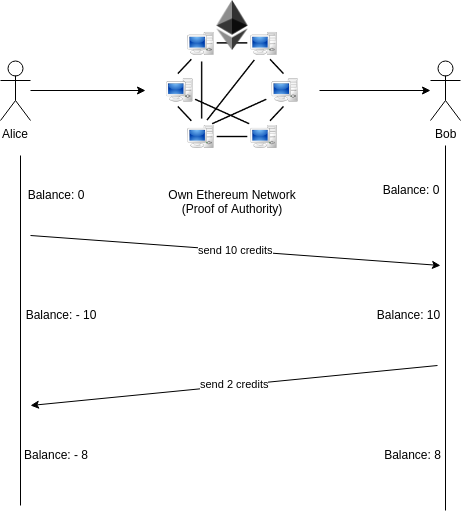 Alice
Bob
Balance: 0
Balance: 0
Own Ethereum Network
(Proof of Authority)
send 10 credits
Balance: - 10
Balance: 10
send 2 credits
Balance: - 8
Balance: 8